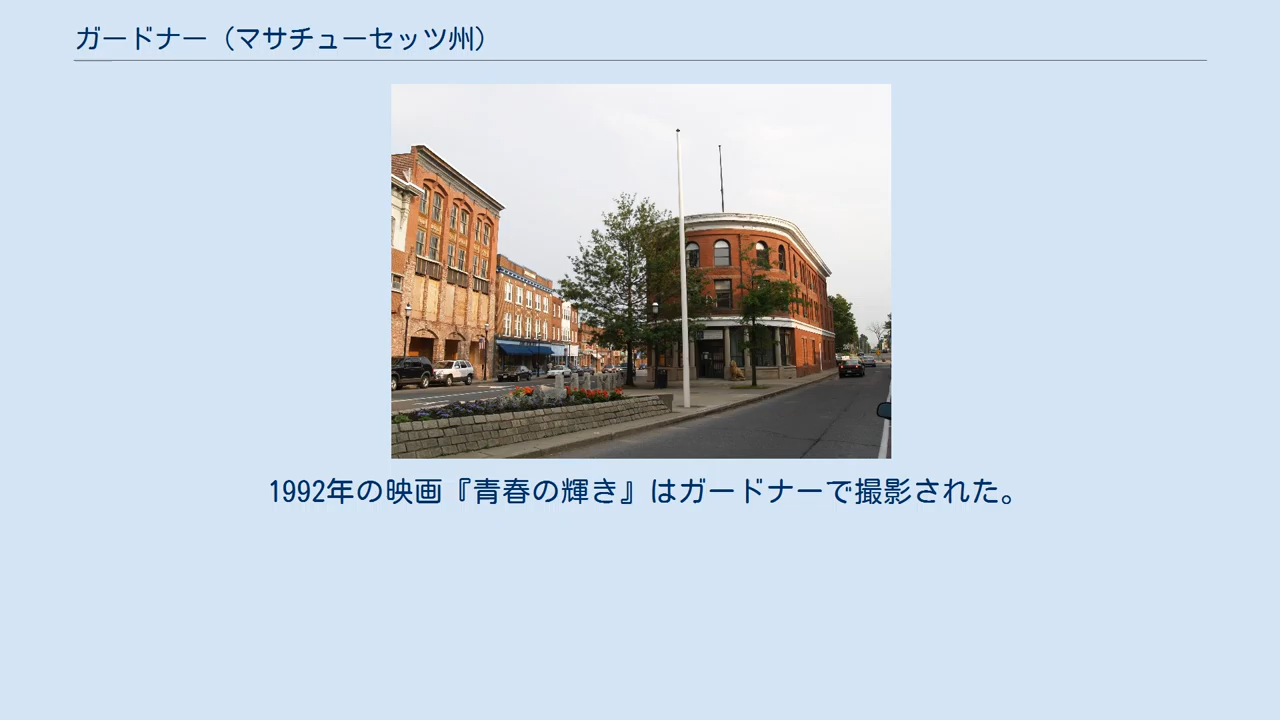 ガードナー（マサチューセッツ州）
1992年の映画『青春の輝き』はガードナーで撮影された。